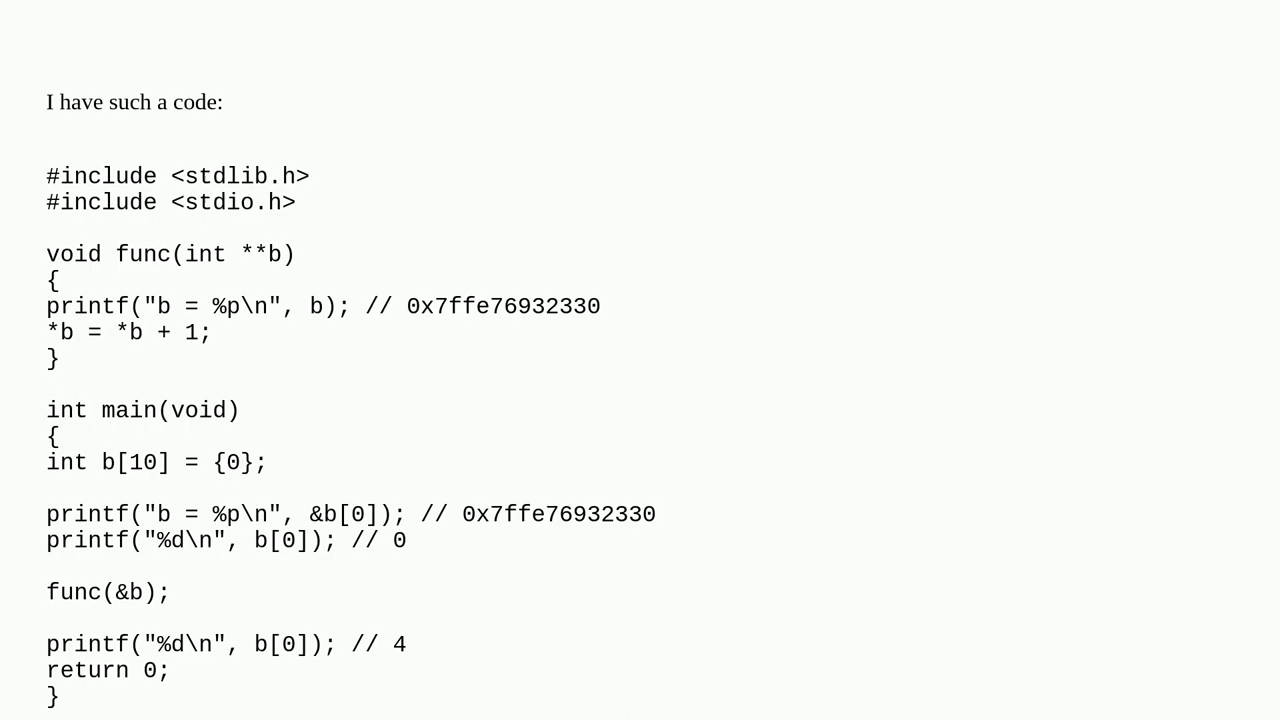 I have such a code:
#include <stdlib.h>
#include <stdio.h>
void func(int **b)
{
printf("b = %p\n", b); // 0x7ffe76932330
*b = *b + 1;
}
int main(void)
{
int b[10] = {0};
printf("b = %p\n", &b[0]); // 0x7ffe76932330
printf("%d\n", b[0]); // 0
func(&b);
printf("%d\n", b[0]); // 4
return 0;
}